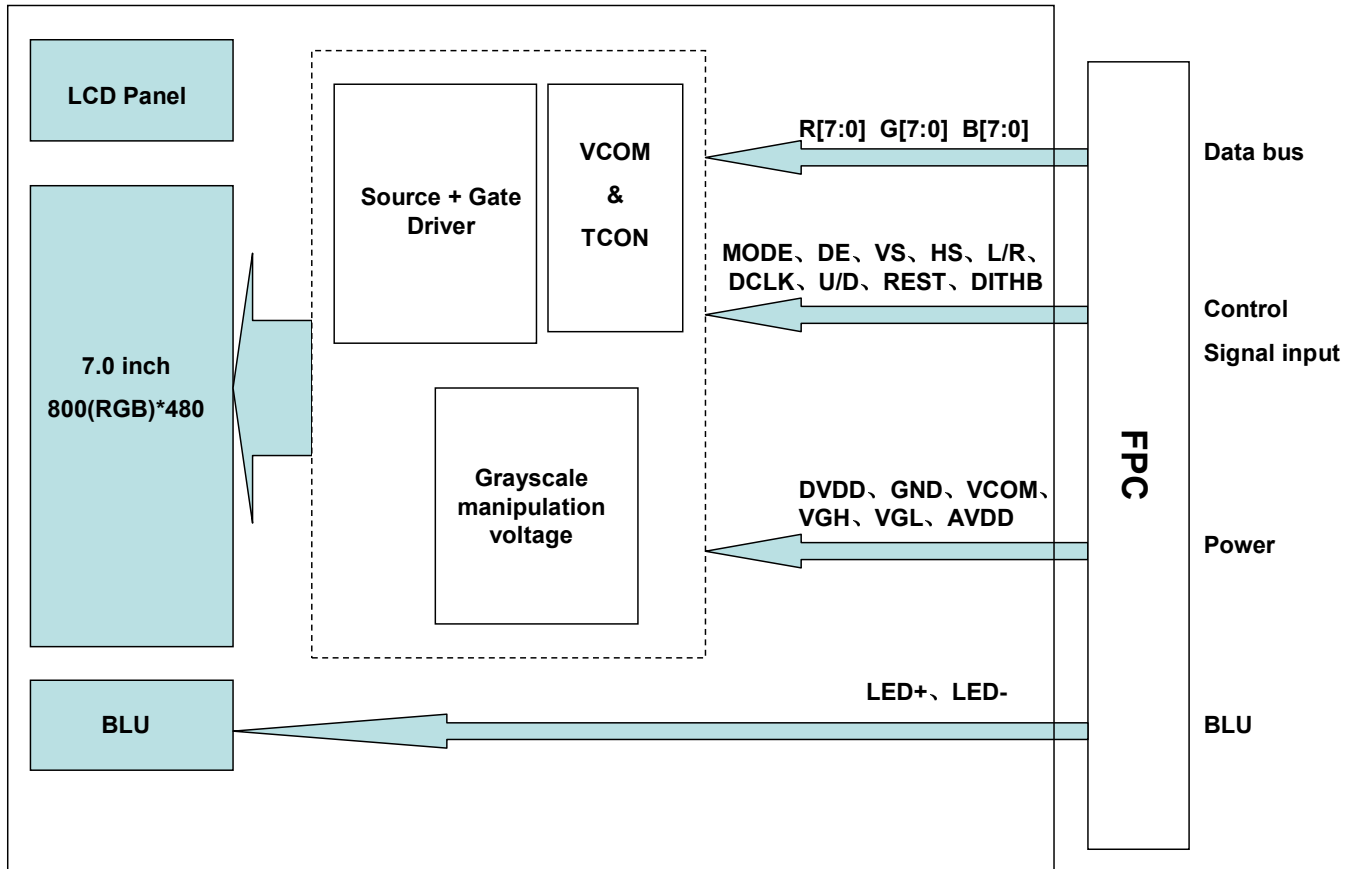 LCD Panel
7.0 inch
800(RGB)*480
BLU
Source + Gate
Driver
VCOM
&
TCON
Grayscale
manipulation
voltage
R[7:0] G[7:0] B[7:0]
MODE、DE、VS、HS、L/R、
DCLK、U/D、REST、DITHB
DVDD、GND、VCOM、
VGH、VGL、AVDD
LED+、LED-
FPC
Data bus
Control
Signal input
Power
BLU